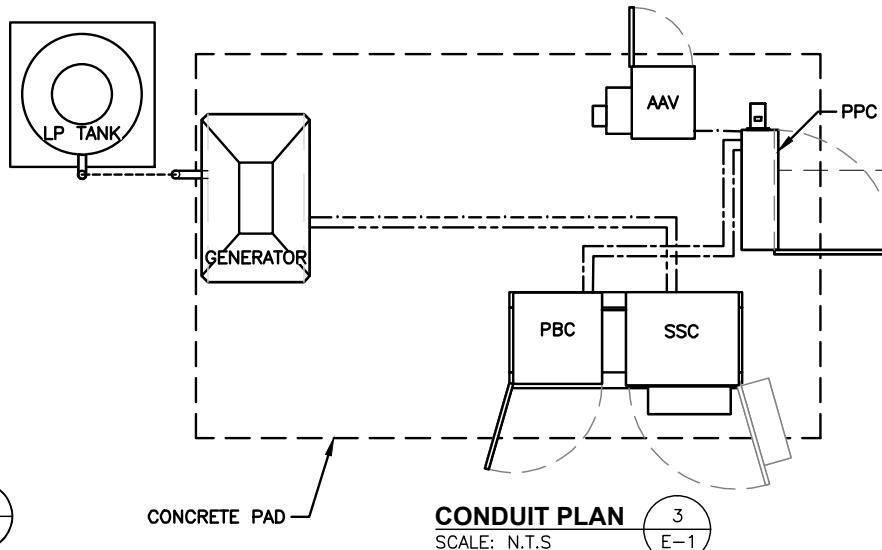 AAV
PPC
LP TANK
GENERATOR
PBC
SSC
CONCRETE PAD
CONDUIT PLAN
SCALE: N.T.S
3
E-1